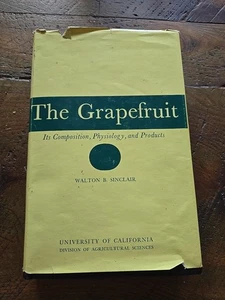 The Grapefruit
Its Composition, Physiology, and Products
WALTON B. SINCLAIR
UNIVERSITY OF CALIFORNIA
DIVISION OF AGRICULTURAL SCIENCES